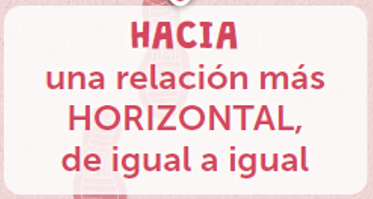 HACIA
una relación más
HORIZONTAL,
de igual a igual